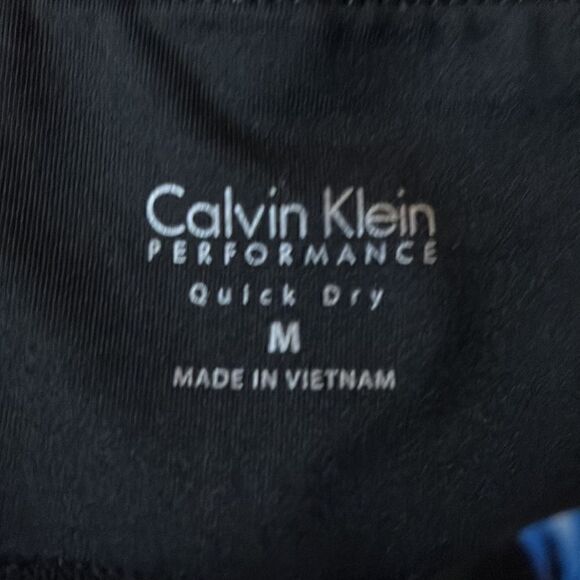 Calvin Klein
PERFORMANCE
Quick Dry
M
MADE IN VIETNAM